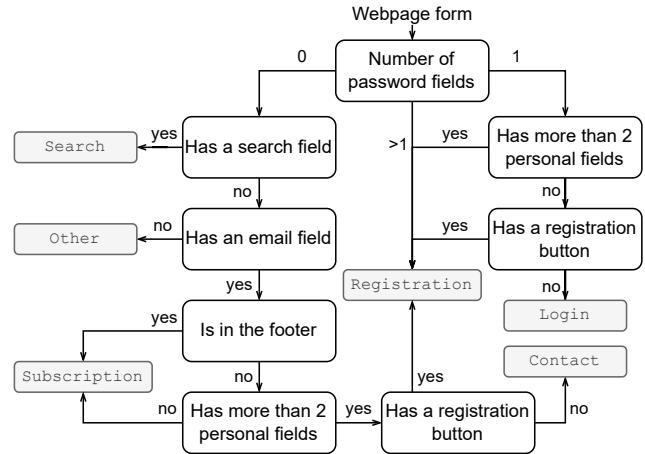 Webpage form
Number of
password fields
0
1
>1
Has a search field
yes
Search
no
Has more than 2
personal fields
yes
no
Has an email field
no
Other
yes
Has a registration
button
yes
no
Registration
Login
Is in the footer
yes
Subscription
no
Contact
Has more than 2
personal fields
no
yes
Has a registration
button
yes
no